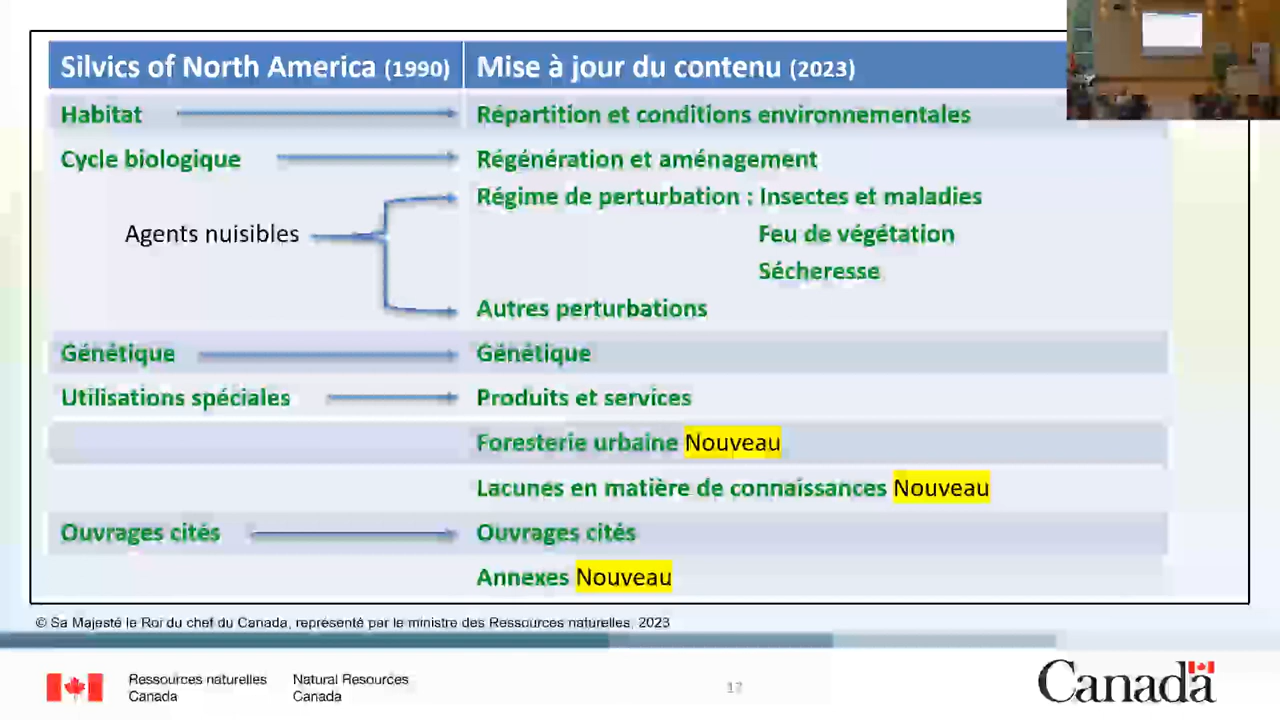 Silvics of North America (1990) Mise à jour du contenu (2023)
Habitat Répartition et conditions environnementales
Cycle biologique Régénération et aménagement
Régime de perturbation : Insectes et maladies
Agents nuisibles Feu de végétation
Sécheresse
Autres perturbations
Génétique Génétique
Utilisations spéciales Produits et services
Foresterie urbaine Nouveau
Lacunes en matière de connaissances Nouveau
Ouvrages cités Ouvrages cités
Annexes Nouveau
© Sa Majesté le Roi du chef du Canada, représenté par le ministre des Ressources naturelles, 2023
Ressources naturelles Natural Resources
Canada Canada
17
Canada